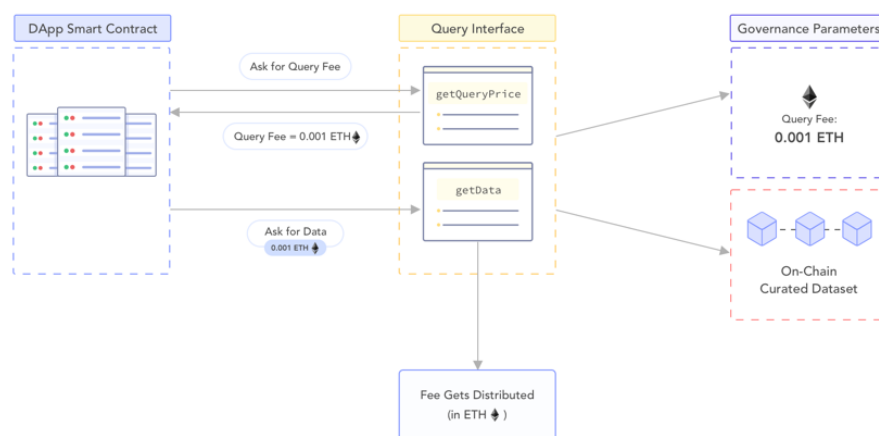 DApp Smart Contract
Query Interface
Governance Parameters
Ask for Query Fee
getQueryPrice
Query Fee = 0.001 ETH
Query Fee:
0.001 ETH
getData
Ask for Data
0.001 ETH
On-Chain
Curated Dataset
Fee Gets Distributed
(in ETH )